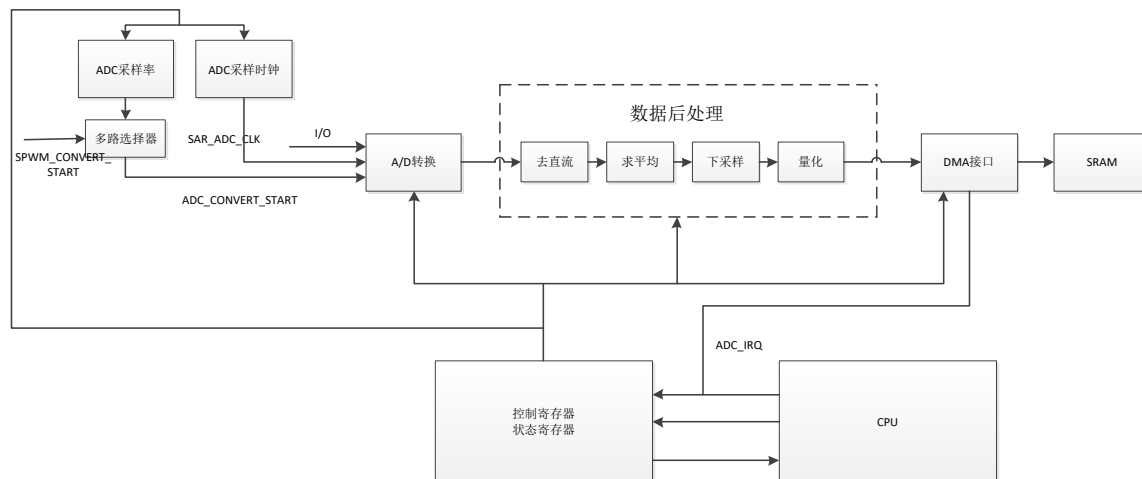 ADC采样率
ADC采样时钟
数据后处理
多路选择器
SAR_ADC_CLK
I/O
SPWM_CONVERT_
START
A/D转换
去直流
求平均
下采样
量化
DMA接口
SRAM
ADC_CONVERT_START
ADC_IRQ
控制寄存器
状态寄存器
CPU